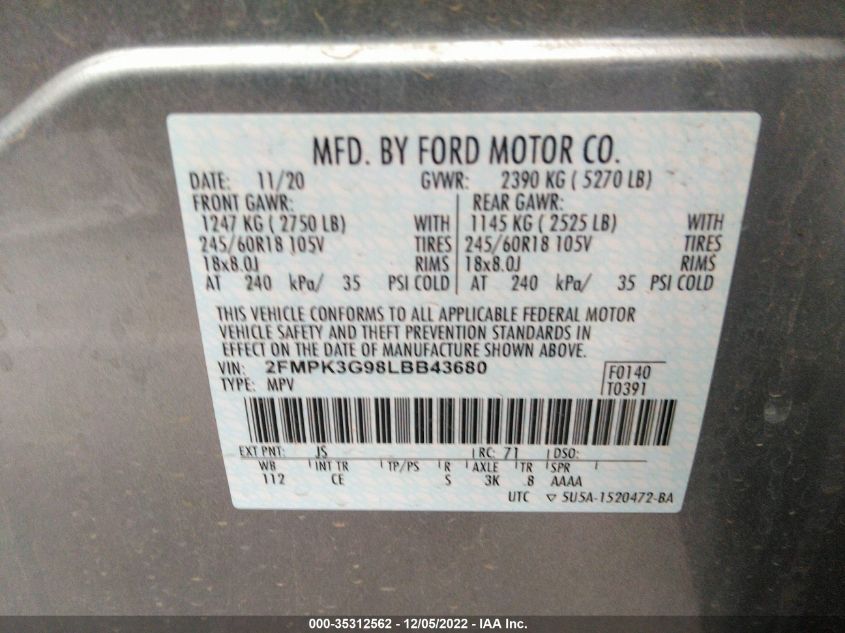 MFD. BY FORD MOTOR CO.
DATE: 11/20 GVWR: 2390 KG ( 5270 LB)
FRONT GAWR: REAR GAWR:
1247 KG ( 2750 LB) WITH 1145 KG ( 2525 LB) WITH
245/60R18 105V TIRES 245/60R18 105V TIRES
18x8.0J RIMS 18x8.0J RIMS
AT 240 kPa/ 35 PSI COLD AT 240 kPa/ 35 PSI COLD
THIS VEHICLE CONFORMS TO ALL APPLICABLE FEDERAL MOTOR
VEHICLE SAFETY AND THEFT PREVENTION STANDARDS IN
EFFECT ON THE DATE OF MANUFACTURE SHOWN ABOVE.
VIN: 2FMPK3G98LBB43680 F0140
TYPE: MPV T0391
EXT PNT: JS RC: 71 DSO:
WB INT TR TP/PS R AXLE TR SPR
112 CE S 3K .8 AAAA
UTC ▽ 5U5A-1520472-BA
000-35312562 - 12/05/2022 - IAA Inc.